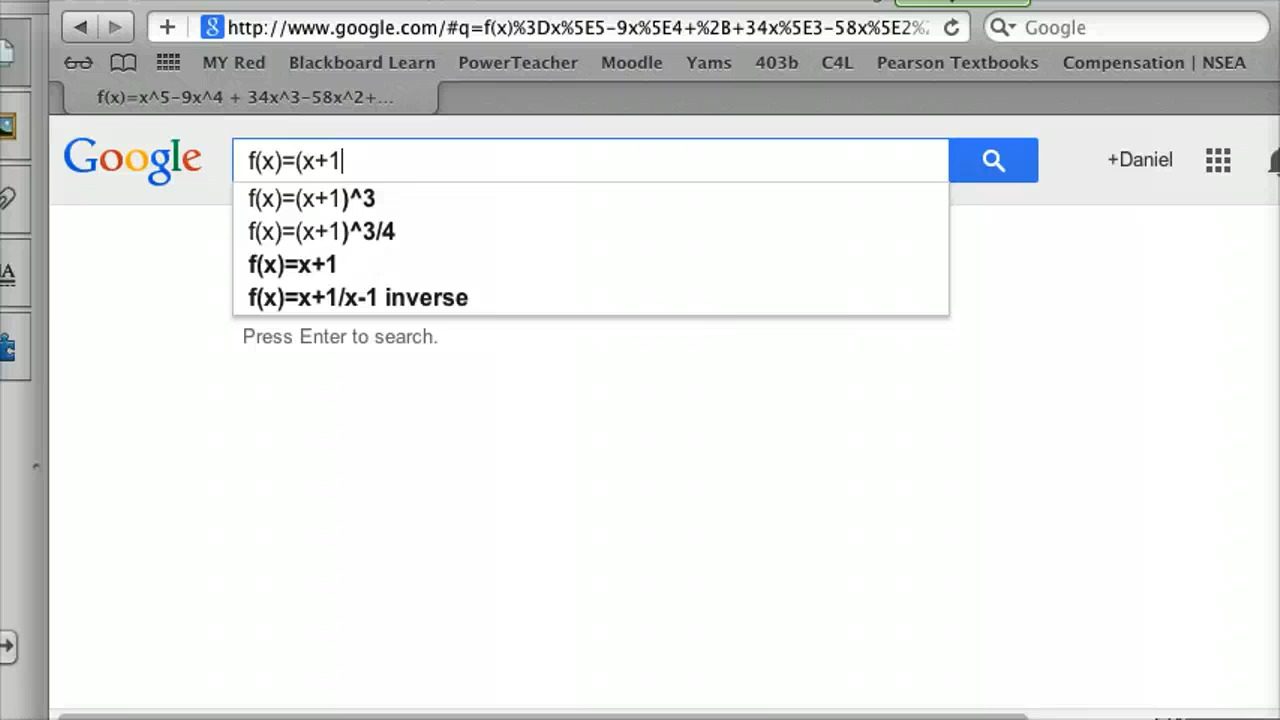 http://www.google.com/#q=f(x)%3Dx%5E5-9x%5E4+%2B+34x%5E3-58x%5E2%
Google
MY Red Blackboard Learn PowerTeacher Moodle Yams 403b C4L Pearson Textbooks Compensation | NSEA
f(x)=x^5-9x^4 + 34x^3-58x^2+...
Google
f(x)=(x+1
+Daniel
f(x)=(x+1)^3
f(x)=(x+1)^3/4
f(x)=x+1
f(x)=x+1/x-1 inverse
Press Enter to search.